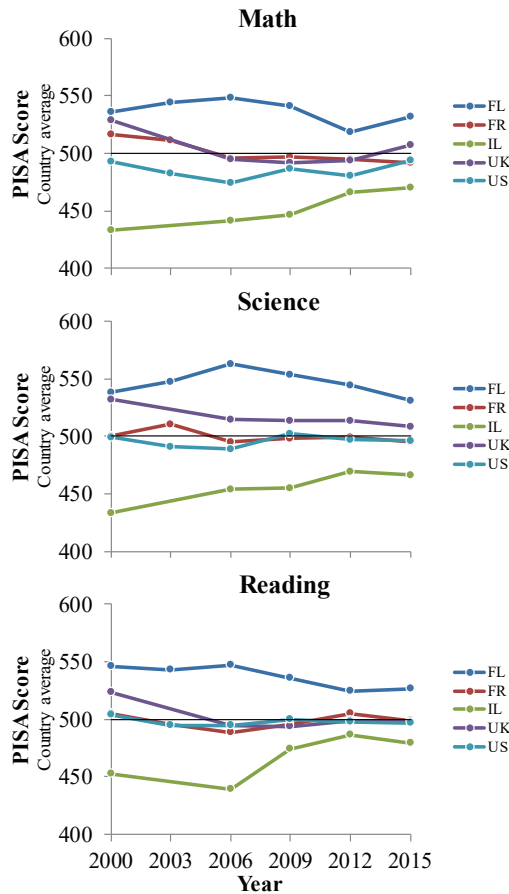 Math
600
550
500
450
400
PISA Score
Country average
FL
FR
IL
UK
US
Science
600
550
500
450
400
PISA Score
Country average
FL
FR
IL
UK
US
Reading
600
550
500
450
400
PISA Score
Country average
FL
FR
IL
UK
US
2000 2003 2006 2009 2012 2015
Year